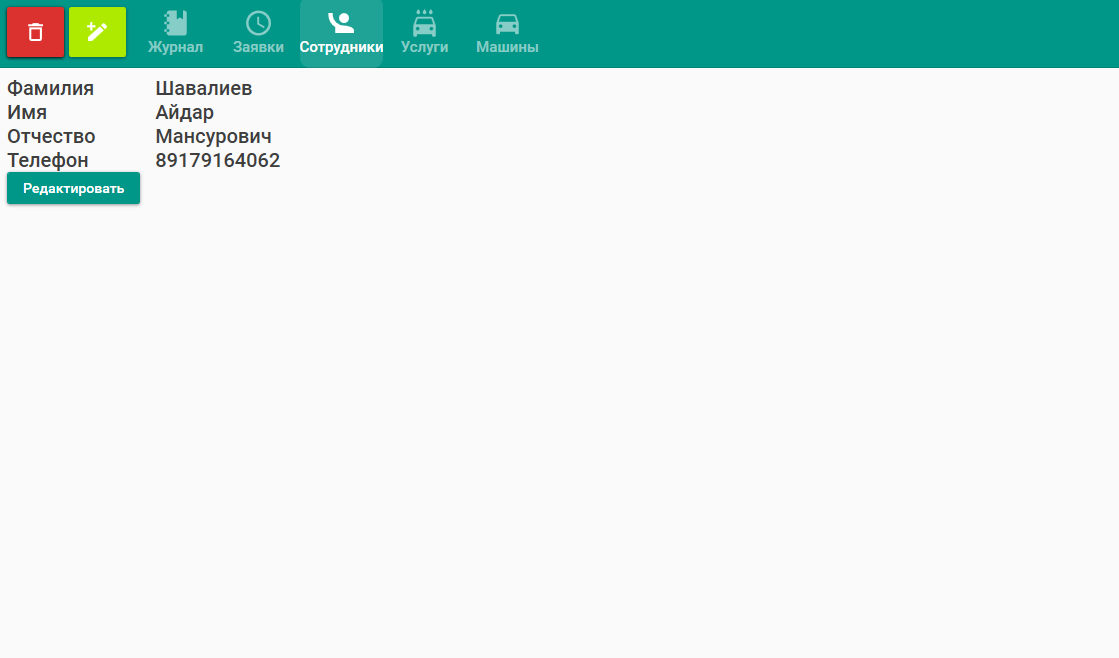 Журнал Заявки Сотрудники Услуги Машины
Фамилия Шавалиев
Имя Айдар
Отчество Мансурович
Телефон 89179164062
Редактировать